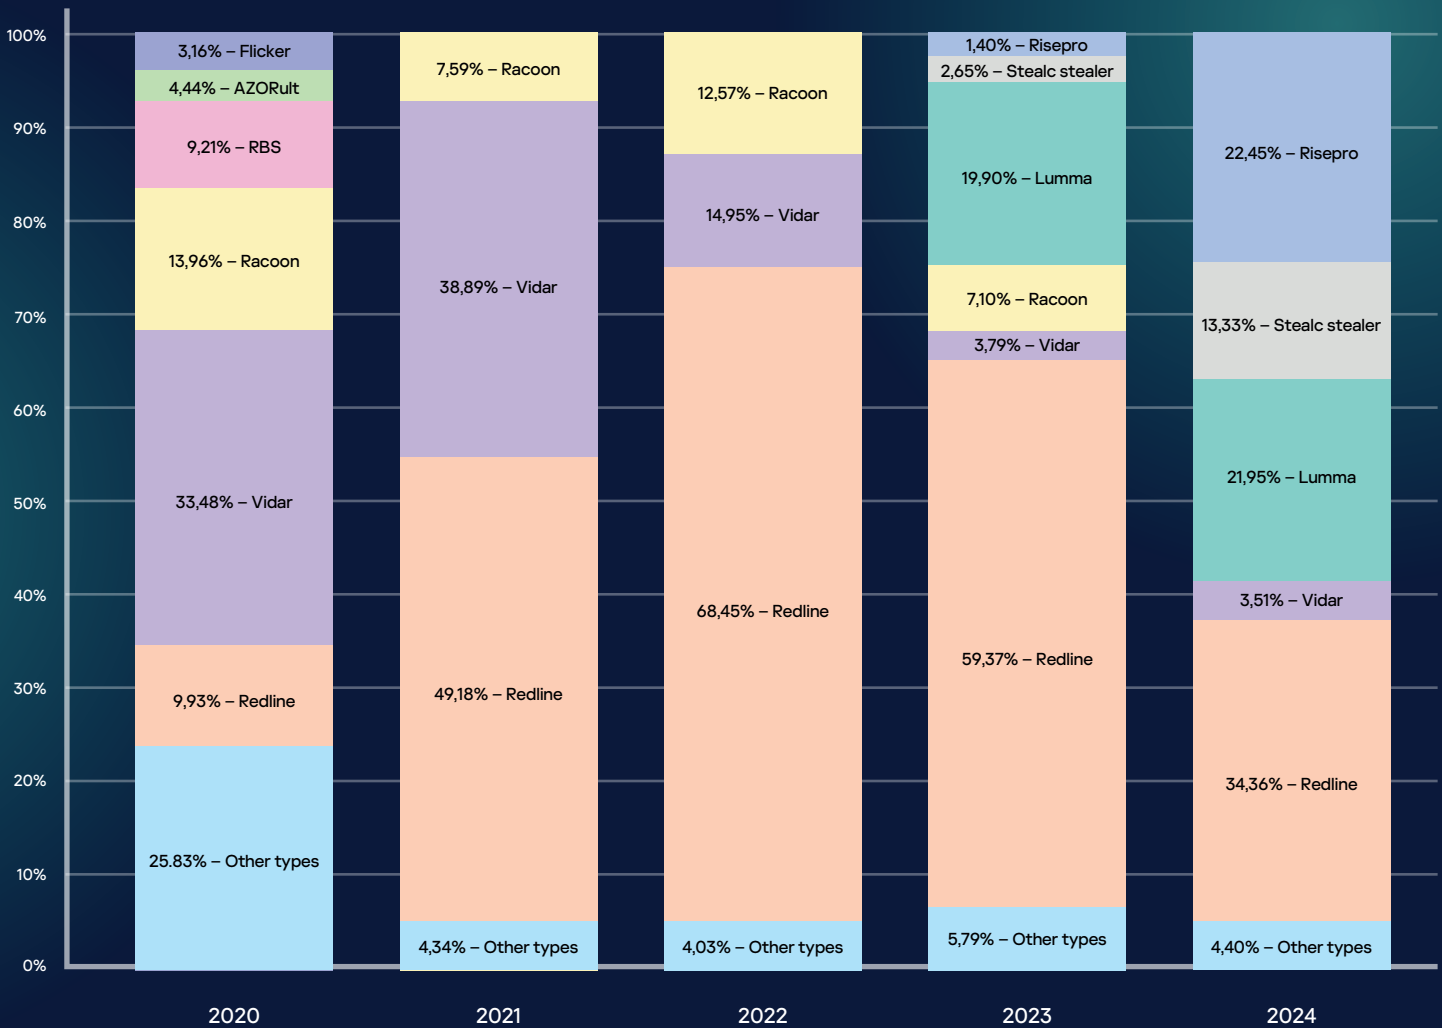 100%
90%
80%
70%
60%
50%
40%
30%
20%
10%
0%
3,16% – Flicker
4,44% – AZORult
9,21% – RBS
13,96% – Racoon
33,48% – Vidar
9,93% – Redline
25.83% – Other types
7,59% – Racoon
38,89% – Vidar
49,18% – Redline
4,34% – Other types
12,57% – Racoon
14,95% – Vidar
68,45% – Redline
4,03% – Other types
1,40% – Risepro
2,65% – Stealc stealer
19,90% – Lumma
7,10% – Racoon
3,79% – Vidar
59,37% – Redline
5,79% – Other types
22,45% – Risepro
13,33% – Stealc stealer
21,95% – Lumma
3,51% – Vidar
34,36% – Redline
4,40% – Other types
2020
2021
2022
2023
2024